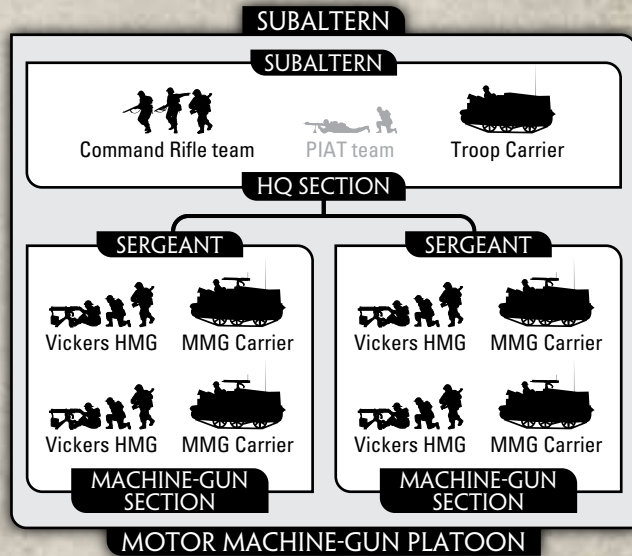 SUBALTERN
SUBALTERN
Command Rifle team PIAT team Troop Carrier
HQ SECTION
SERGEANT SERGEANT
Vickers HMG MMG Carrier Vickers HMG MMG Carrier
Vickers HMG MMG Carrier Vickers HMG MMG Carrier
MACHINE-GUN MACHINE-GUN
SECTION SECTION
MOTOR MACHINE-GUN PLATOON